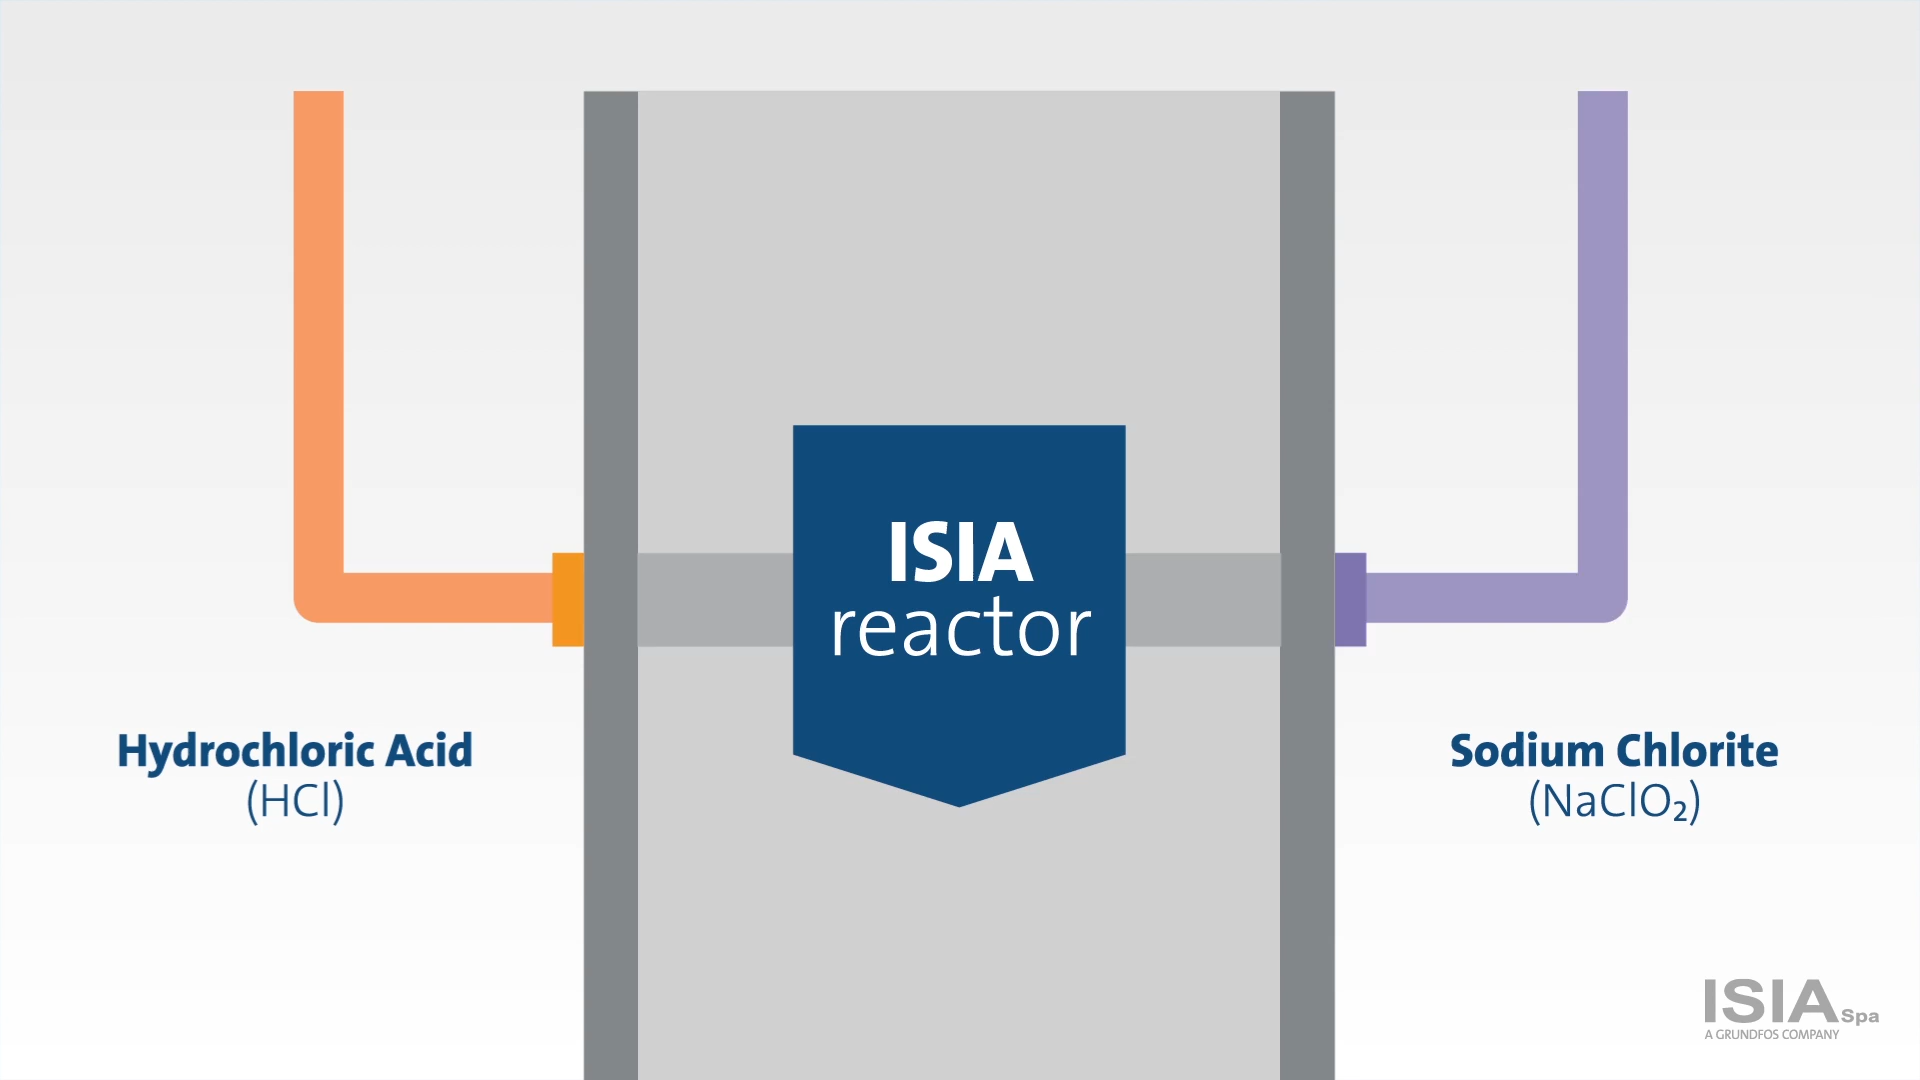 ISIA
reactor
Hydrochloric Acid
(HCl)
Sodium Chlorite
(NaClO₂)
ISIA Spa
A GRUNDFOS COMPANY